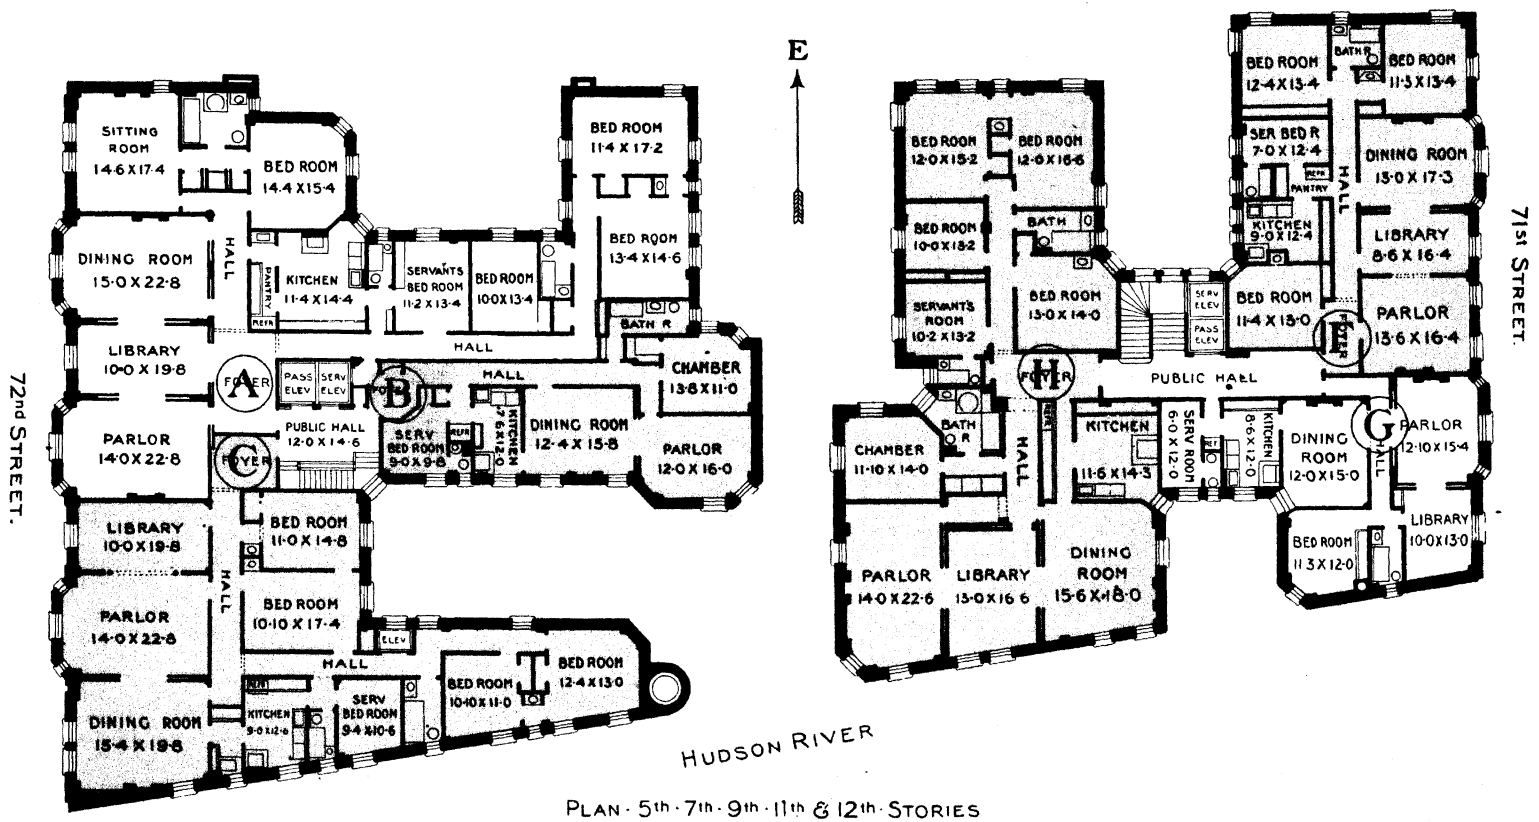 E
SITTING
ROOM
14·6 X 17·4
BED ROOM
14·4 X 15·4
DINING ROOM
15·0 X 22·8
HALL
PANTRY
REFR
KITCHEN
11·4 X 14·4
SERVANTS
BED ROOM
11·2 X 13·4
BED ROOM
10·0 X 13·4
BED ROOM
11·4 X 17·2
BED ROOM
13·4 X 14·6
BATH R
LIBRARY
10·0 X 19·8
HALL
A
FOYER
PASS
ELEV
SERV
ELEV
B
HALL
CHAMBER
13·8 X 11·0
PARLOR
14·0 X 22·8
C
FOYER
PUBLIC HALL
12·0 X 14·6
SERV
BED ROOM
9·0 X 9·8
REFR
KITCHEN
7·6 X 12·0
DINING ROOM
12·4 X 15·8
PARLOR
12·0 X 16·0
72nd STREET.
LIBRARY
10·0 X 19·8
BED ROOM
11·0 X 14·8
HALL
PARLOR
14·0 X 22·8
BED ROOM
10·10 X 17·4
ELEV
HALL
DINING ROOM
15·4 X 19·8
KITCHEN
9·0 X 12·6
SERV
BED ROOM
9·4 X 10·6
BED ROOM
10·10 X 11·0
BED ROOM
12·4 X 13·0
BED ROOM
12·0 X 15·2
BED ROOM
12·0 X 16·6
BED ROOM
10·0 X 13·2
BATH
SERVANT'S
ROOM
10·2 X 13·2
BED ROOM
13·0 X 14·0
SERV
ELEV
PASS
ELEV
BED ROOM
12·4 X 13·4
BATH R
BED ROOM
11·3 X 13·4
SER BED R
7·0 X 12·4
REFR
PANTRY
HALL
DINING ROOM
13·0 X 17·3
KITCHEN
9·0 X 12·4
LIBRARY
8·6 X 16·4
BED ROOM
11·4 X 13·0
FOYER
PARLOR
13·6 X 16·4
71st STREET.
H
FOYER
PUBLIC HALL
BATH
R
CHAMBER
11·10 X 14·0
HALL
REFR
KITCHEN
11·6 X 14·3
SERV ROOM
6·0 X 12·0
REF
KITCHEN
8·6 X 12·0
DINING
ROOM
12·0 X 15·0
G
HALL
PARLOR
12·10 X 15·4
PARLOR
14·0 X 22·6
LIBRARY
13·0 X 16·6
DINING
ROOM
15·6 X 18·0
BED ROOM
11·3 X 12·0
LIBRARY
10·0 X 13·0
HUDSON RIVER
PLAN · 5th · 7th · 9th · 11th & 12th · STORIES